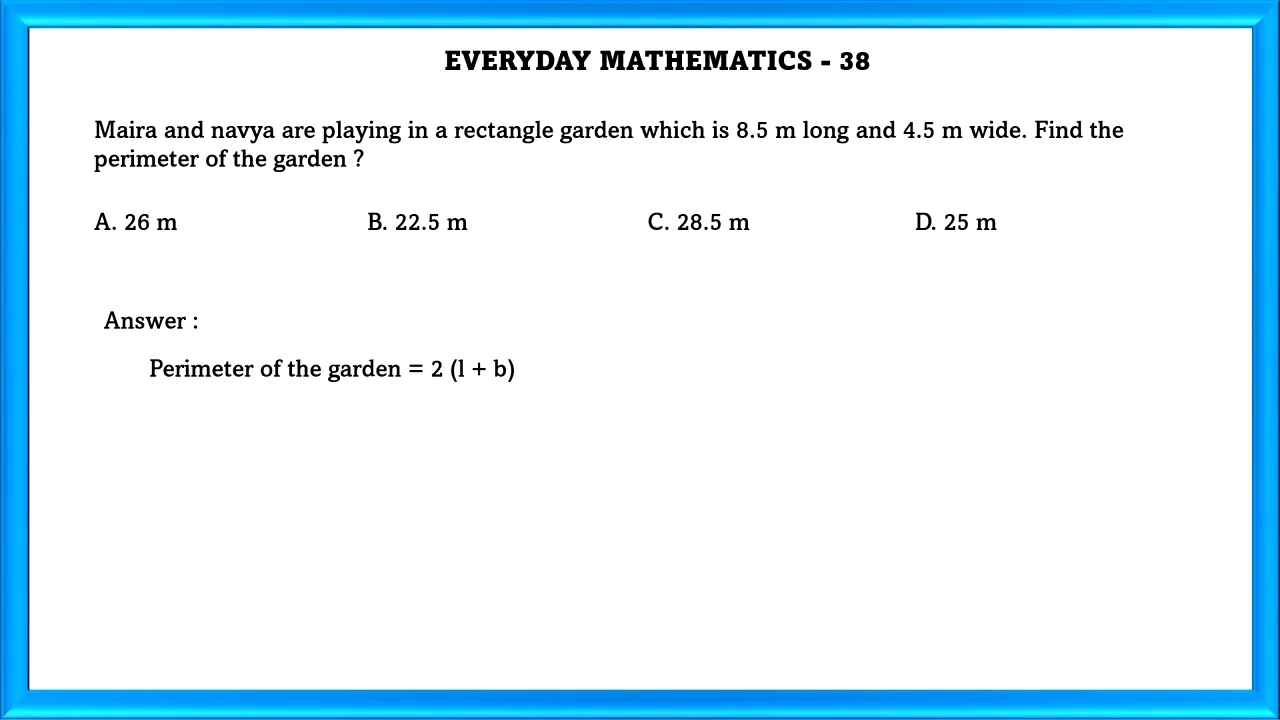 EVERYDAY MATHEMATICS - 38
Maira and navya are playing in a rectangle garden which is 8.5 m long and 4.5 m wide. Find the
perimeter of the garden ?
A. 26 m B. 22.5 m C. 28.5 m D. 25 m
Answer :
Perimeter of the garden = 2 (l + b)